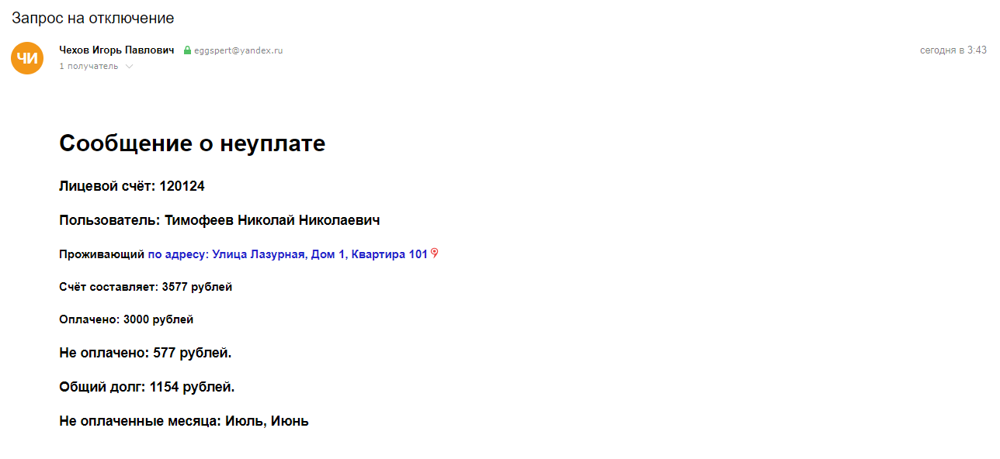 Запрос на отключение
ЧИ
Чехов Игорь Павлович eggspert@yandex.ru
сегодня в 3:43
1 получатель
Сообщение о неуплате
Лицевой счёт: 120124
Пользователь: Тимофеев Николай Николаевич
Проживающий по адресу: Улица Лазурная, Дом 1, Квартира 101
Счёт составляет: 3577 рублей
Оплачено: 3000 рублей
Не оплачено: 577 рублей.
Общий долг: 1154 рублей.
Не оплаченные месяца: Июль, Июнь